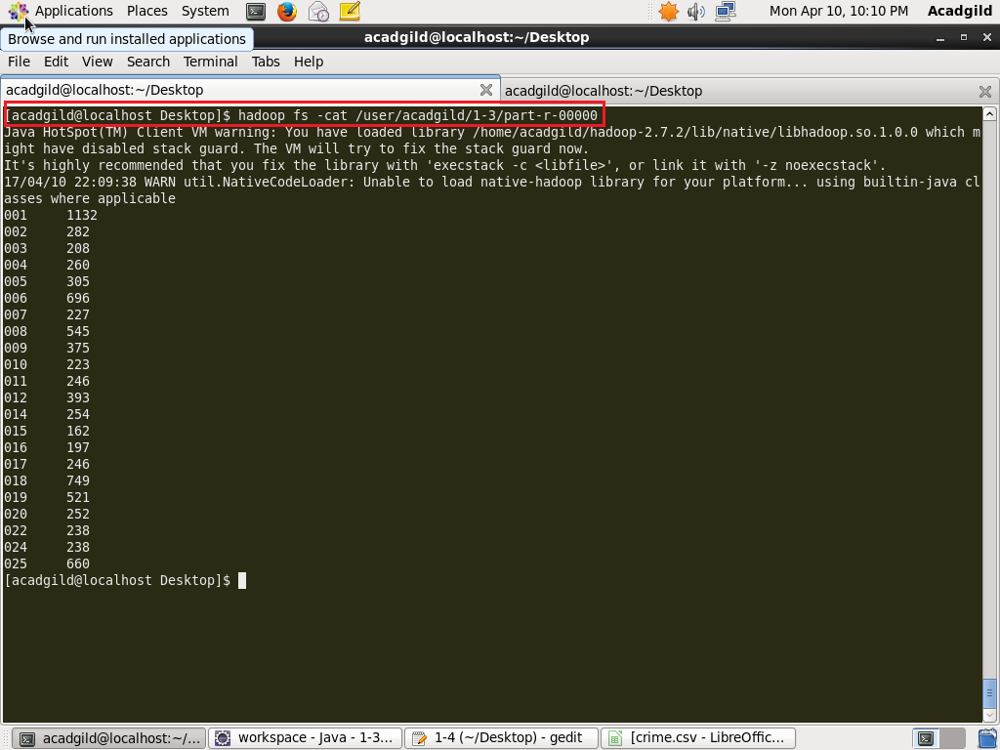 Applications Places System Mon Apr 10, 10:10 PM Acadgild
Browse and run installed applications
acadgild@localhost:~/Desktop
File Edit View Search Terminal Tabs Help
acadgild@localhost:~/Desktop acadgild@localhost:~/Desktop
[acadgild@localhost Desktop]$ hadoop fs -cat /user/acadgild/1-3/part-r-00000
Java HotSpot(TM) Client VM warning: You have loaded library /home/acadgild/hadoop-2.7.2/lib/native/libhadoop.so.1.0.0 which m
ight have disabled stack guard. The VM will try to fix the stack guard now.
It's highly recommended that you fix the library with 'execstack -c <libfile>', or link it with '-z noexecstack'.
17/04/10 22:09:38 WARN util.NativeCodeLoader: Unable to load native-hadoop library for your platform... using builtin-java cl
asses where applicable
001 1132
002 282
003 208
004 260
005 305
006 696
007 227
008 545
009 375
010 223
011 246
012 393
014 254
015 162
016 197
017 246
018 749
019 521
020 252
022 238
024 238
025 660
[acadgild@localhost Desktop]$
acadgild@localhost:~/... workspace - Java - 1-3... 1-4 (~/Desktop) - gedit [crime.csv - LibreOffic...